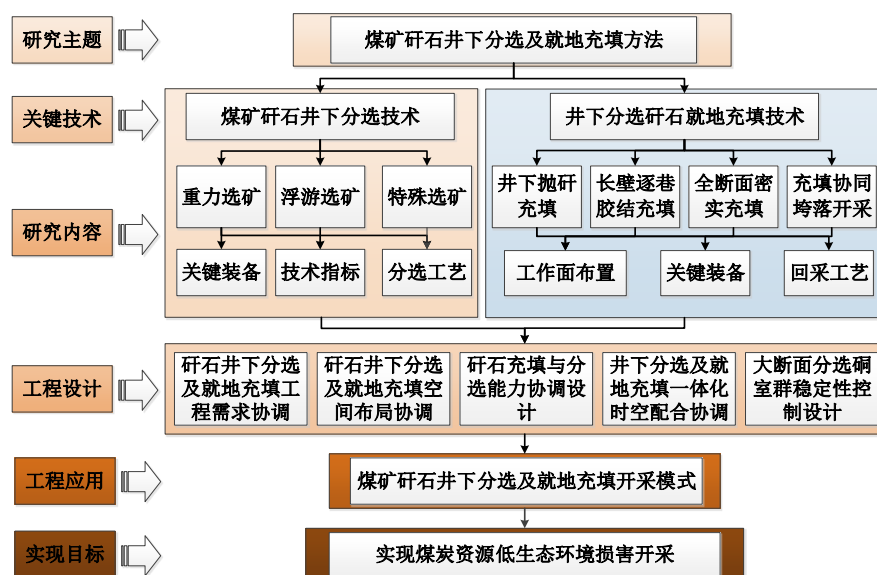 研究主题
煤矿矸石井下分选及就地充填方法
关键技术
煤矿矸石井下分选技术
井下分选矸石就地充填技术
研究内容
重力选矿
浮游选矿
特殊选矿
井下抛矸
充填
长壁逐巷
胶结充填
全断面密
实充填
充填协同
垮落开采
关键装备
技术指标
分选工艺
工作面布置
关键装备
回采工艺
工程设计
矸石井下分选
及就地充填工
程需求协调
矸石井下分选
及就地充填空
间布局协调
矸石充填与
分选能力协调设
计
井下分选及就
地充填一体化
时空配合协调
大断面分选硐
室群稳定性控
制设计
工程应用
煤矿矸石井下分选及就地充填开采模式
实现目标
实现煤炭资源低生态环境损害开采